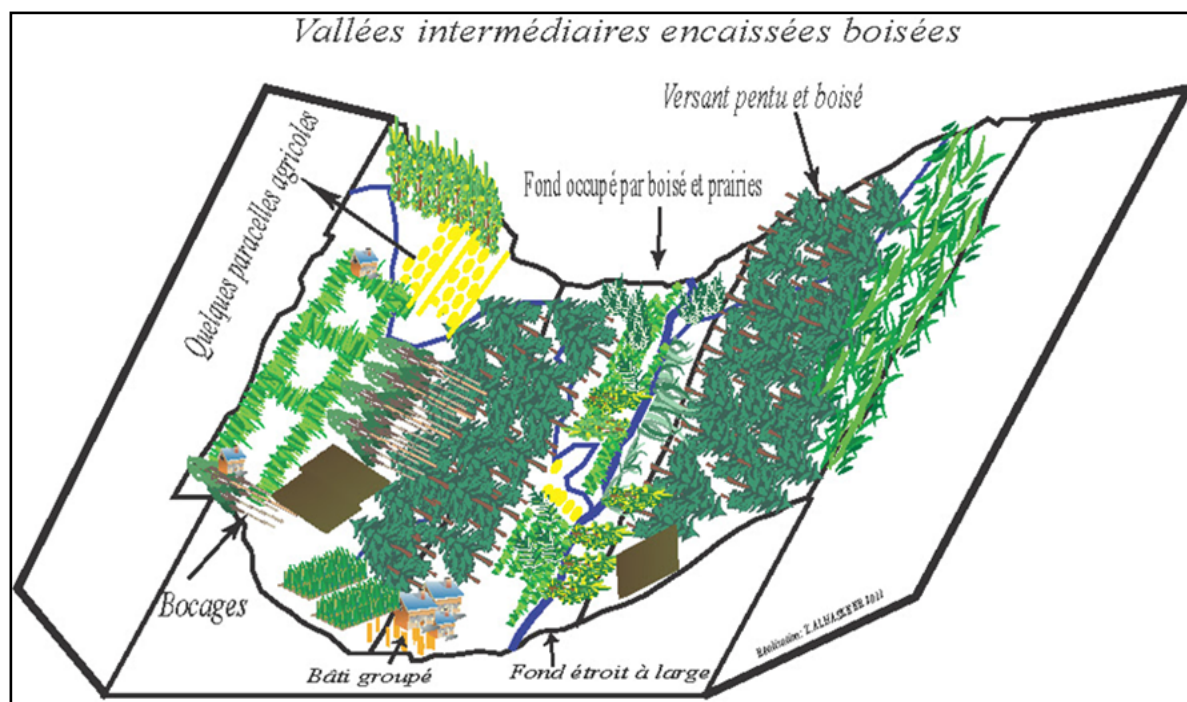 Vallées intermédiaires encaissées boisées
Versant pentu et boisé
Fond occupé par boisé et prairies
Quelques paracelles agricoles
Bocages
Bâti groupé
Fond étroit à large